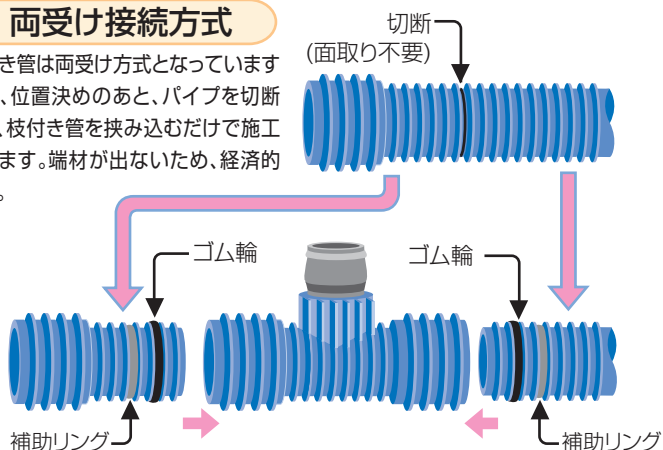 両受け接続方式
き管は両受け方式となっています
、位置決めのあと、パイプを切断
、枝付き管を挟み込むだけで施工
ます。端材が出ないため、経済的
。
切断
(面取り不要)
ゴム輪
ゴム輪
補助リング
補助リング